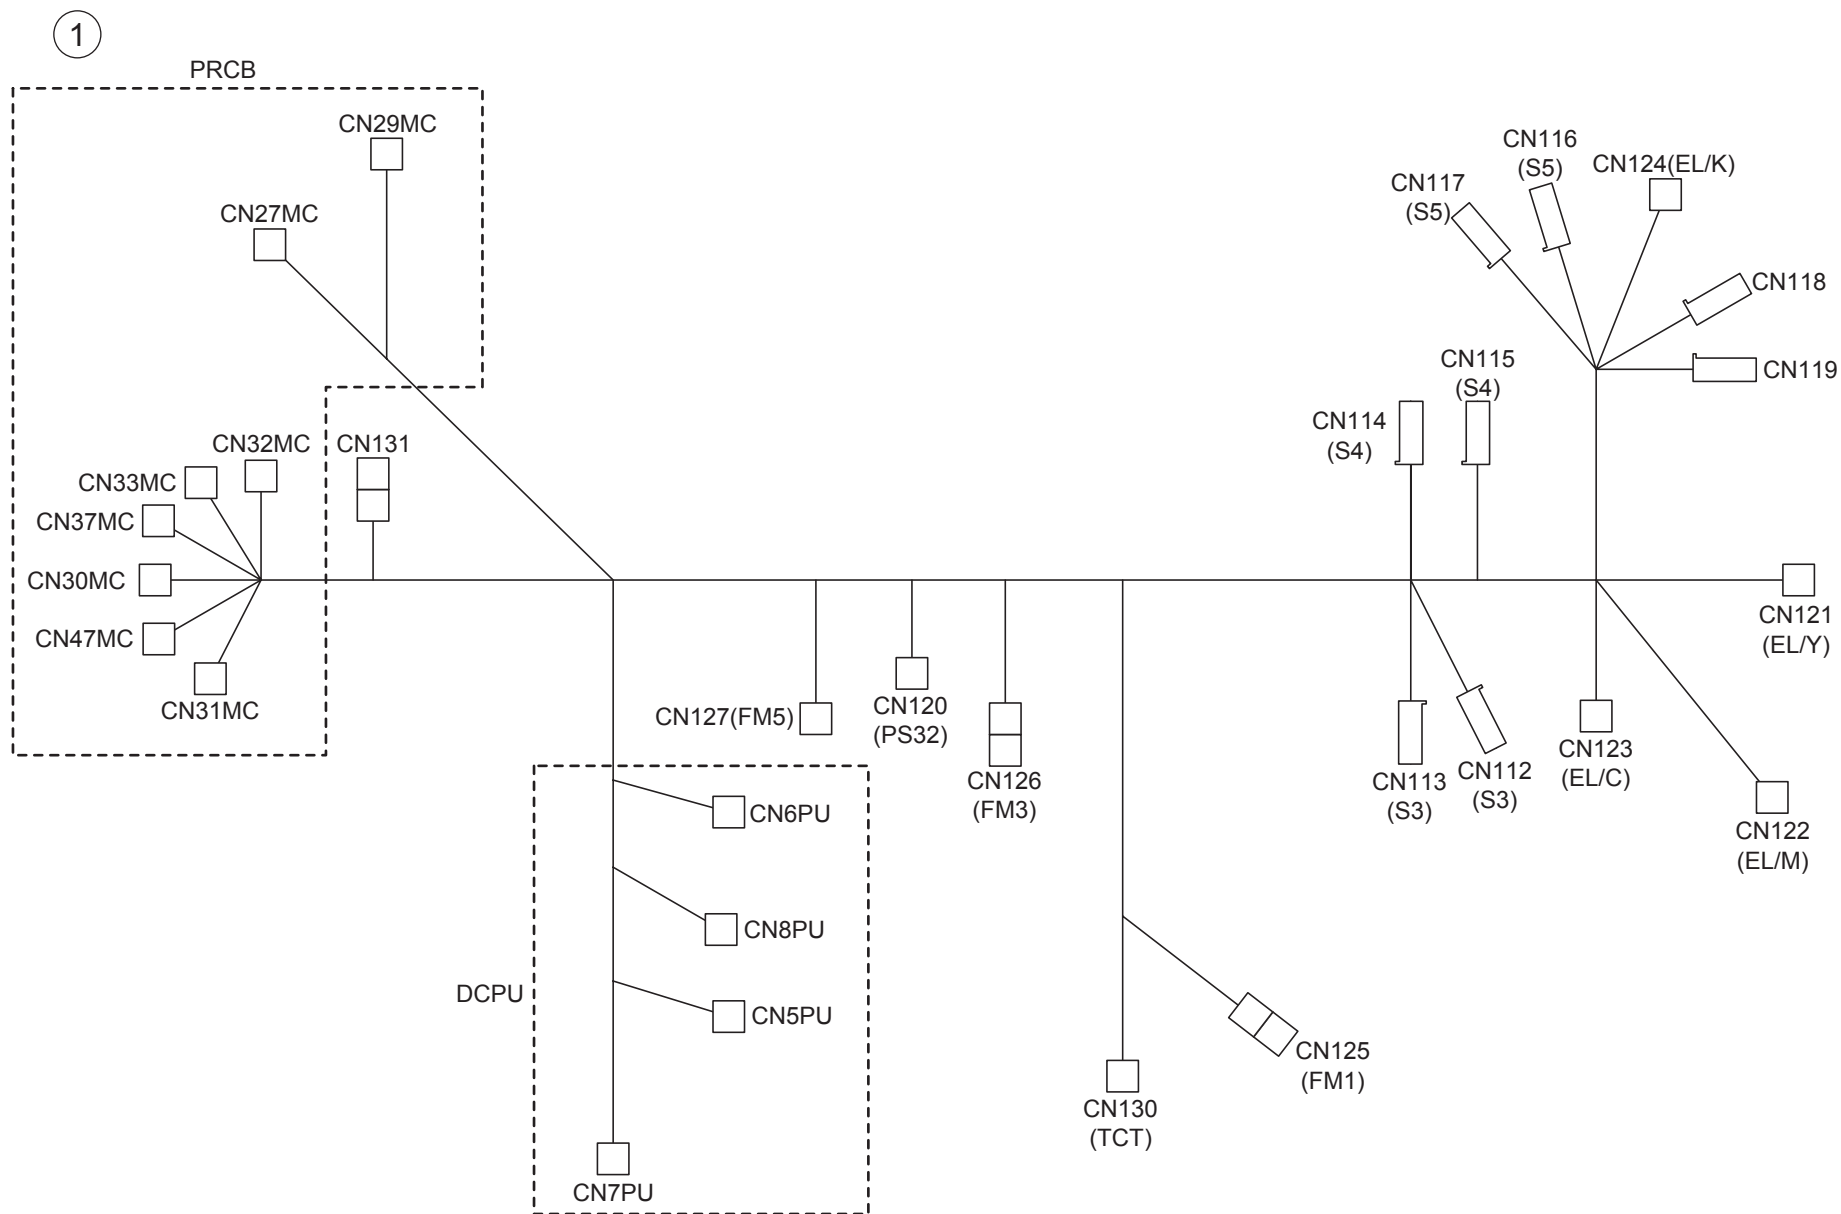 1
PRCB
CN29MC
CN27MC
CN116
(S5)
CN124(EL/K)
CN117
(S5)
CN118
CN115
(S4)
CN119
CN114
(S4)
CN32MC
CN131
CN33MC
CN37MC
CN30MC
CN47MC
CN31MC
CN121
(EL/Y)
CN127(FM5)
CN120
(PS32)
CN126
(FM3)
CN113
(S3)
CN112
(S3)
CN123
(EL/C)
CN122
(EL/M)
CN6PU
CN8PU
DCPU
CN5PU
CN125
(FM1)
CN130
(TCT)
CN7PU